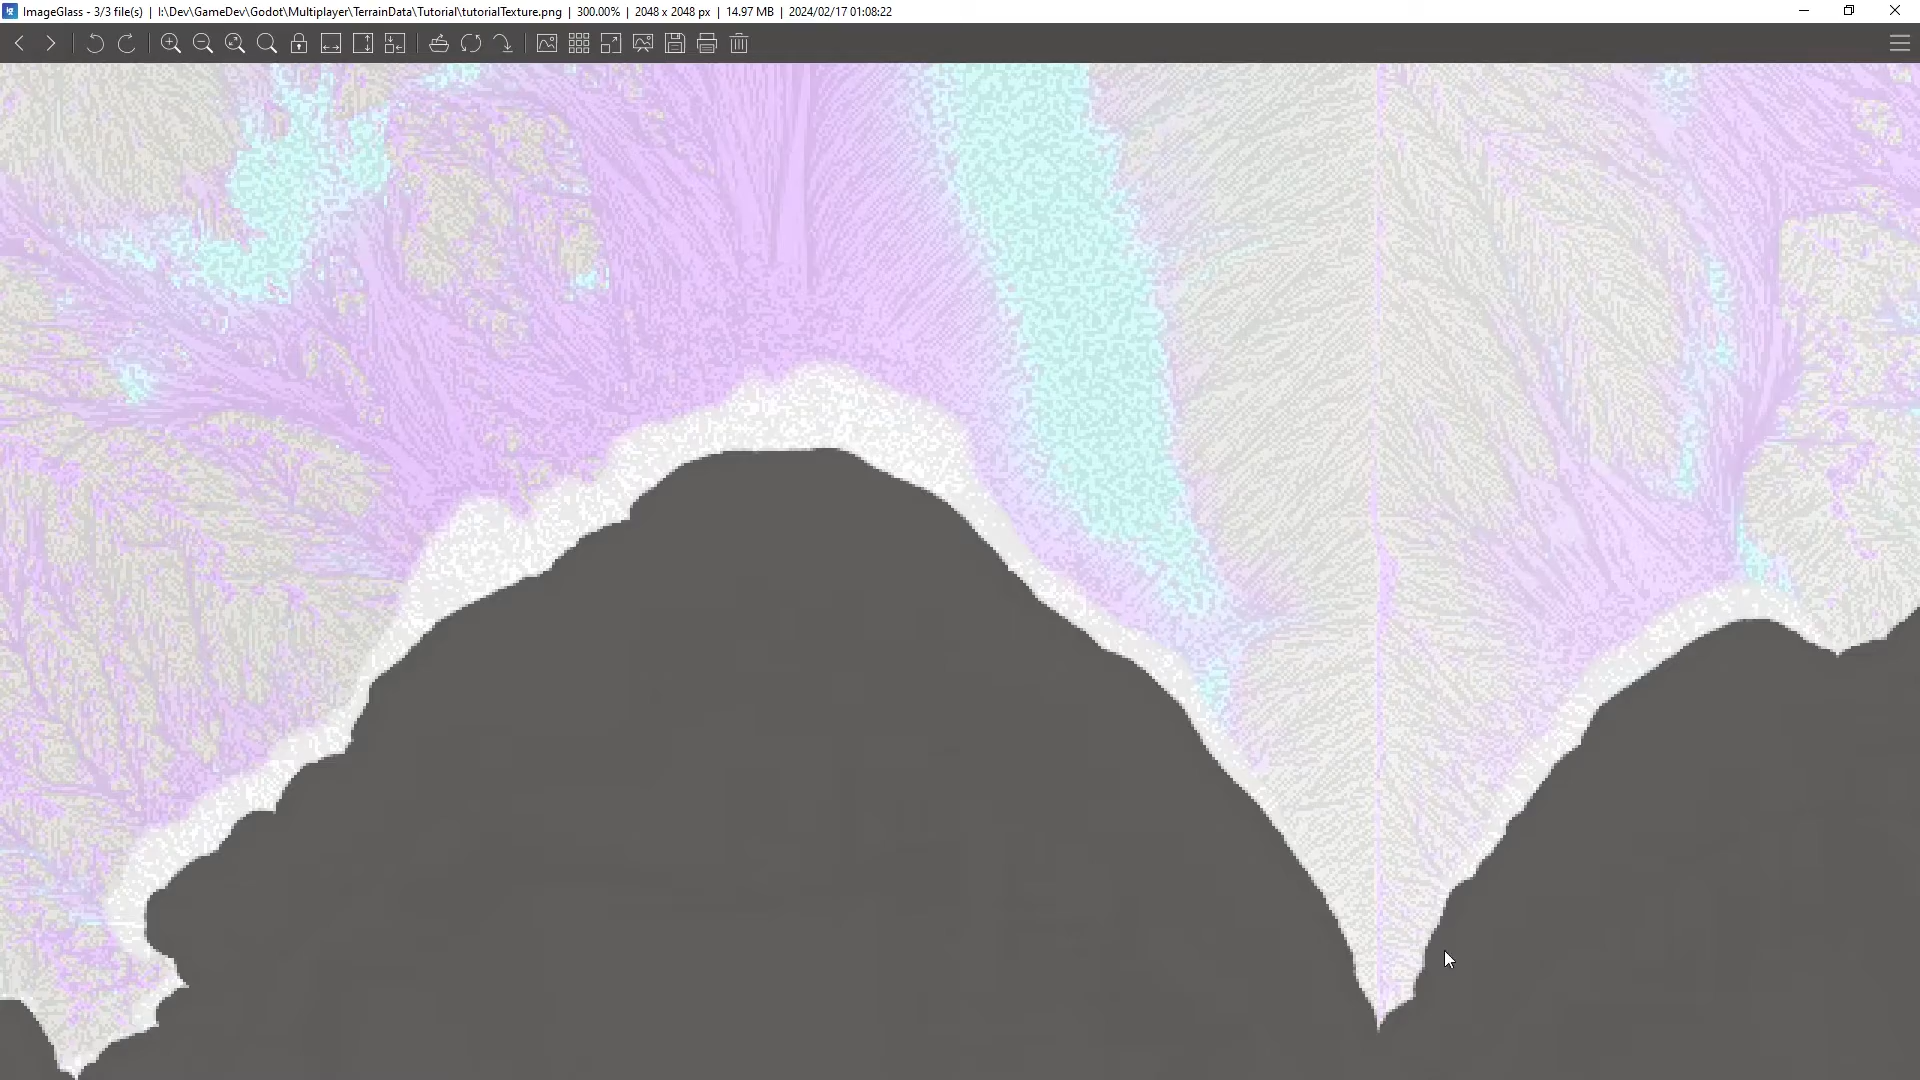 ImageGlass - 3/3 file(s) | I:\Dev\GameDev\Godot\Multiplayer\TerrainData\Tutorial\tutorialTexture.png | 300.00% | 2048 x 2048 px | 14.97 MB | 2024/02/17 01:08:22